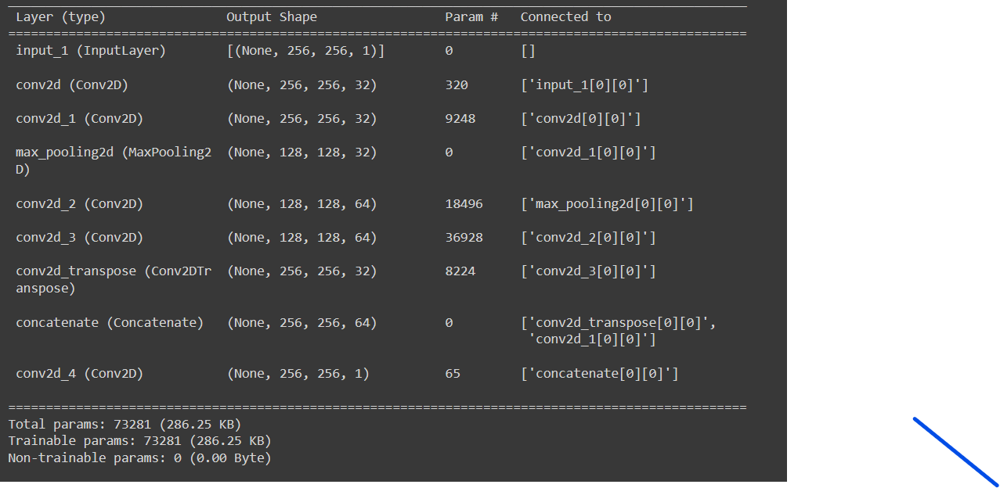 Layer (type) Output Shape Param # Connected to
==================================================================================================
input_1 (InputLayer) [(None, 256, 256, 1)] 0 []
conv2d (Conv2D) (None, 256, 256, 32) 320 ['input_1[0][0]']
conv2d_1 (Conv2D) (None, 256, 256, 32) 9248 ['conv2d[0][0]']
max_pooling2d (MaxPooling2 (None, 128, 128, 32) 0 ['conv2d_1[0][0]']
D)
conv2d_2 (Conv2D) (None, 128, 128, 64) 18496 ['max_pooling2d[0][0]']
conv2d_3 (Conv2D) (None, 128, 128, 64) 36928 ['conv2d_2[0][0]']
conv2d_transpose (Conv2DTr (None, 256, 256, 32) 8224 ['conv2d_3[0][0]']
anspose)
concatenate (Concatenate) (None, 256, 256, 64) 0 ['conv2d_transpose[0][0]',
'conv2d_1[0][0]']
conv2d_4 (Conv2D) (None, 256, 256, 1) 65 ['concatenate[0][0]']
==================================================================================================
Total params: 73281 (286.25 KB)
Trainable params: 73281 (286.25 KB)
Non-trainable params: 0 (0.00 Byte)